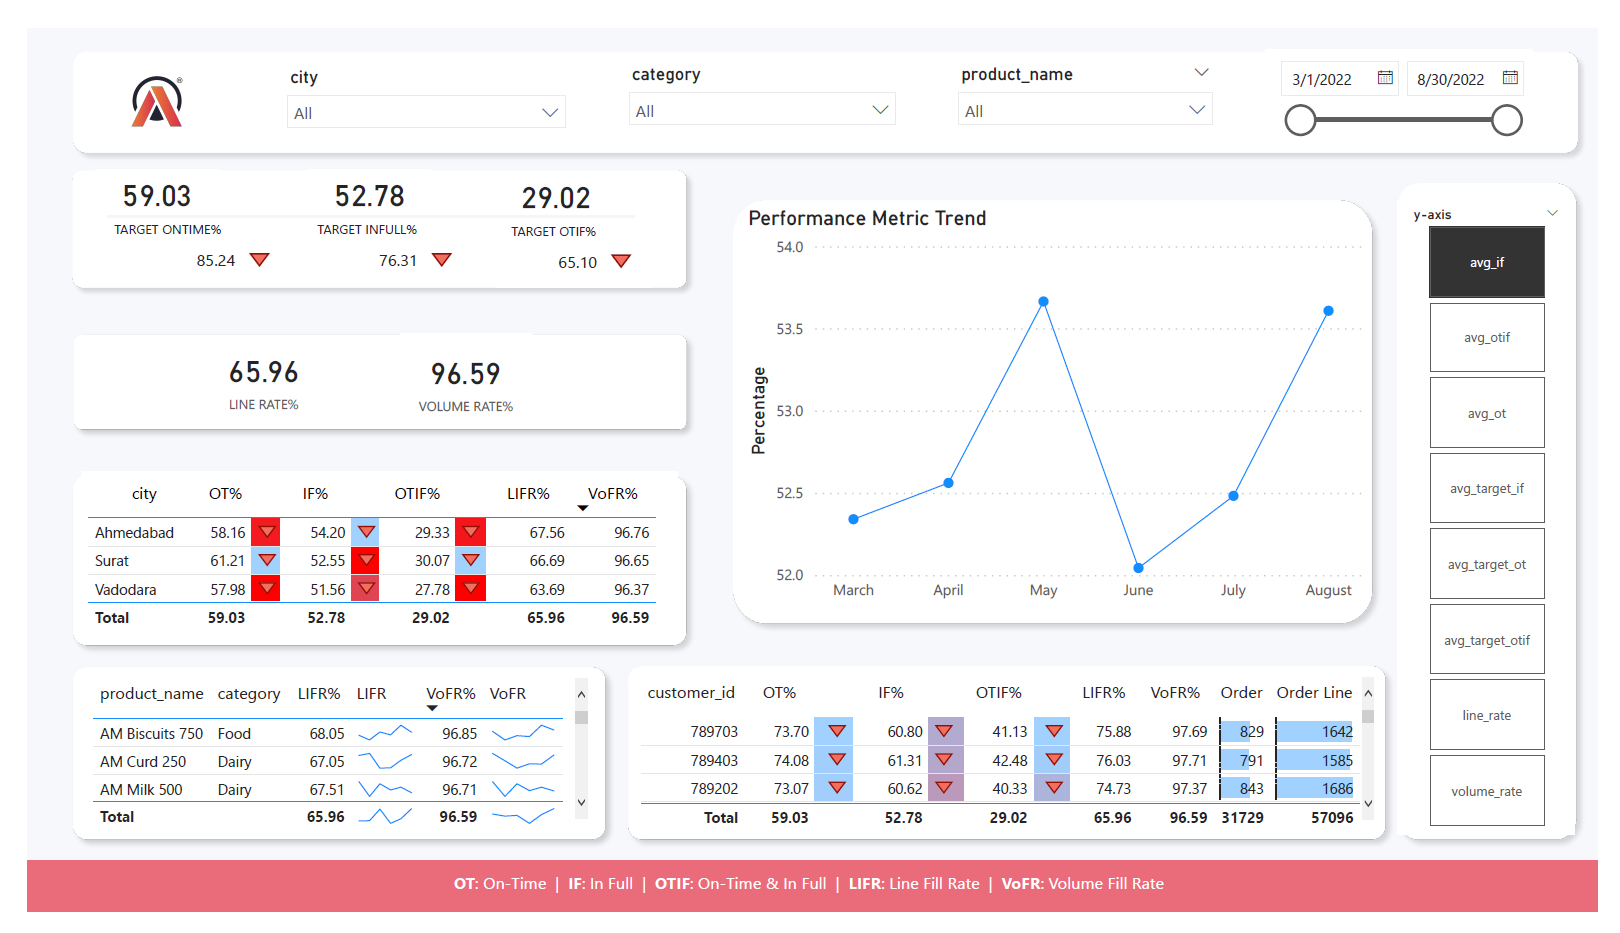 city
category
product_name
3/1/2022
8/30/2022
All
All
All
®
59.03
52.78
29.02
TARGET ONTIME%
TARGET INFULL%
TARGET OTIF%
85.24
76.31
65.10
65.96
96.59
LINE RATE%
VOLUME RATE%
city OT% IF% OTIF% LIFR% VoFR%
Ahmedabad 58.16 54.20 29.33 67.56 96.76
Surat 61.21 52.55 30.07 66.69 96.65
Vadodara 57.98 51.56 27.78 63.69 96.37
Total 59.03 52.78 29.02 65.96 96.59
Performance Metric Trend
Percentage
54.0
53.5
53.0
52.5
52.0
March April May June July August
y-axis
avg_if
avg_otif
avg_ot
avg_target_if
avg_target_ot
avg_target_otif
line_rate
volume_rate
product_name category LIFR% LIFR VoFR% VoFR
AM Biscuits 750 Food 68.05 96.85
AM Curd 250 Dairy 67.05 96.72
AM Milk 500 Dairy 67.51 96.71
Total 65.96 96.59
customer_id OT% IF% OTIF% LIFR% VoFR% Order Order Line
789703 73.70 60.80 41.13 75.88 97.69 829 1642
789403 74.08 61.31 42.48 76.03 97.71 791 1585
789202 73.07 60.62 40.33 74.73 97.37 843 1686
Total 59.03 52.78 29.02 65.96 96.59 31729 57096
OT: On-Time | IF: In Full | OTIF: On-Time & In Full | LIFR: Line Fill Rate | VoFR: Volume Fill Rate